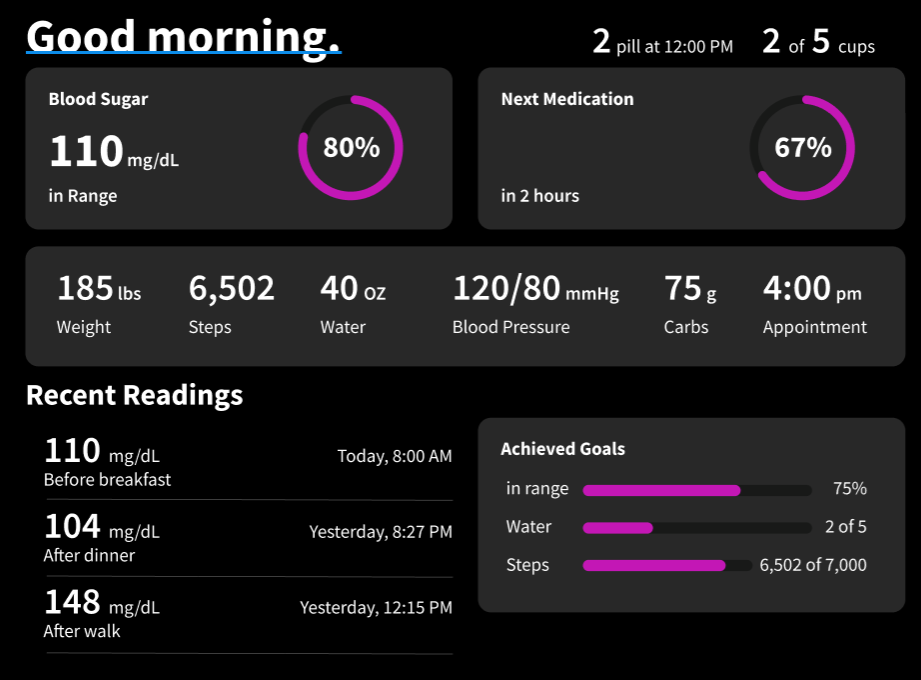 Good morning.
2 pill at 12:00 PM 2 of 5 cups
Blood Sugar
110 mg/dL
in Range
80%
Next Medication
in 2 hours
67%
185 lbs
Weight
6,502
Steps
40 oz
Water
120/80 mmHg
Blood Pressure
75 g
Carbs
4:00 pm
Appointment
Recent Readings
110 mg/dL Today, 8:00 AM
Before breakfast
104 mg/dL Yesterday, 8:27 PM
After dinner
148 mg/dL Yesterday, 12:15 PM
After walk
Achieved Goals
in range 75%
Water 2 of 5
Steps 6,502 of 7,000